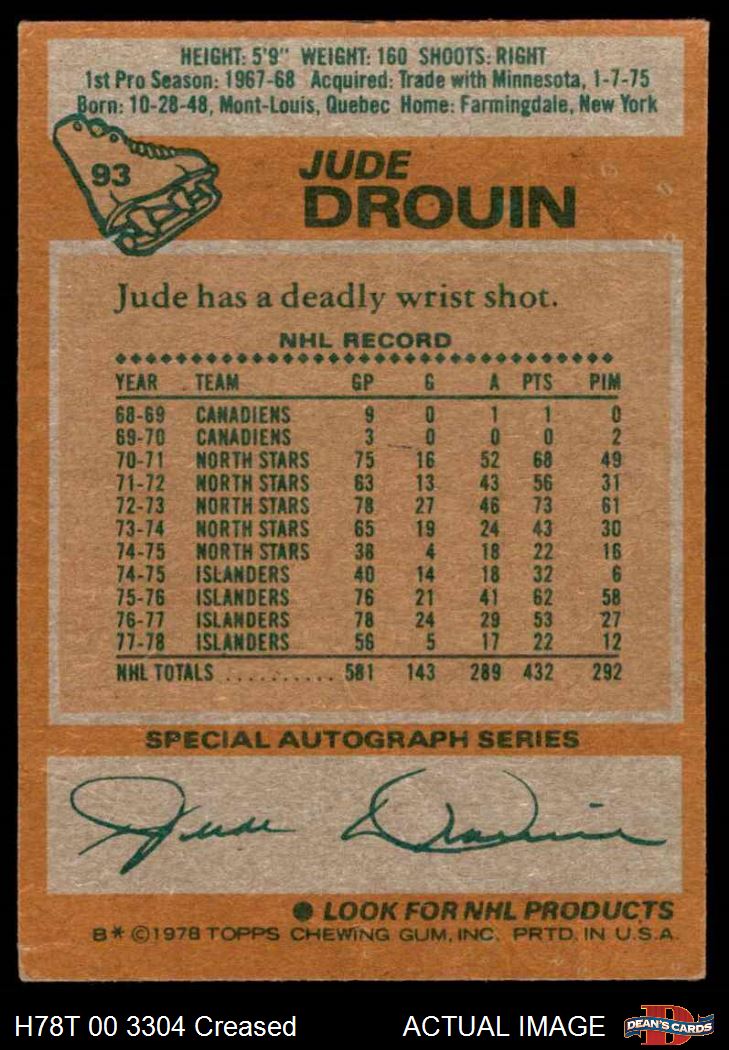 HEIGHT: 5'9" WEIGHT: 160 SHOOTS: RIGHT
1st Pro Season: 1967-68 Acquired: Trade with Minnesota, 1-7-75
Born: 10-28-48, Mont-Louis, Quebec Home: Farmingdale, New York
93
JUDE
DROUIN
Jude has a deadly wrist shot.
NHL RECORD
YEAR TEAM GP G A PTS PIM
68-69 CANADIENS 9 0 1 1 0
69-70 CANADIENS 3 0 0 0 2
70-71 NORTH STARS 75 16 52 68 49
71-72 NORTH STARS 63 13 43 56 31
72-73 NORTH STARS 78 27 46 73 61
73-74 NORTH STARS 65 19 24 43 30
74-75 NORTH STARS 38 4 18 22 16
74-75 ISLANDERS 40 14 18 32 6
75-76 ISLANDERS 76 21 41 62 58
76-77 ISLANDERS 78 24 29 53 27
77-78 ISLANDERS 56 5 17 22 12
NHL TOTALS ........... 581 143 289 432 292
SPECIAL AUTOGRAPH SERIES
Jude Drouin
● LOOK FOR NHL PRODUCTS
B* ©1978 TOPPS CHEWING GUM, INC. PRTD. IN U.S.A.
H78T 00 3304 Creased ACTUAL IMAGE
D
DEAN'S CARDS